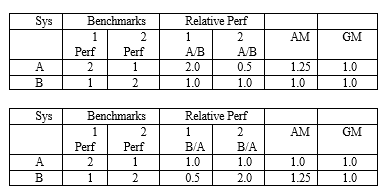 Sys Benchmarks Relative Perf
1 2 1 2 AM GM
Perf Perf A/B A/B
A 2 1 2.0 0.5 1.25 1.0
B 1 2 1.0 1.0 1.0 1.0
Sys Benchmarks Relative Perf
1 2 1 2 AM GM
Perf Perf B/A B/A
A 2 1 1.0 1.0 1.0 1.0
B 1 2 0.5 2.0 1.25 1.0